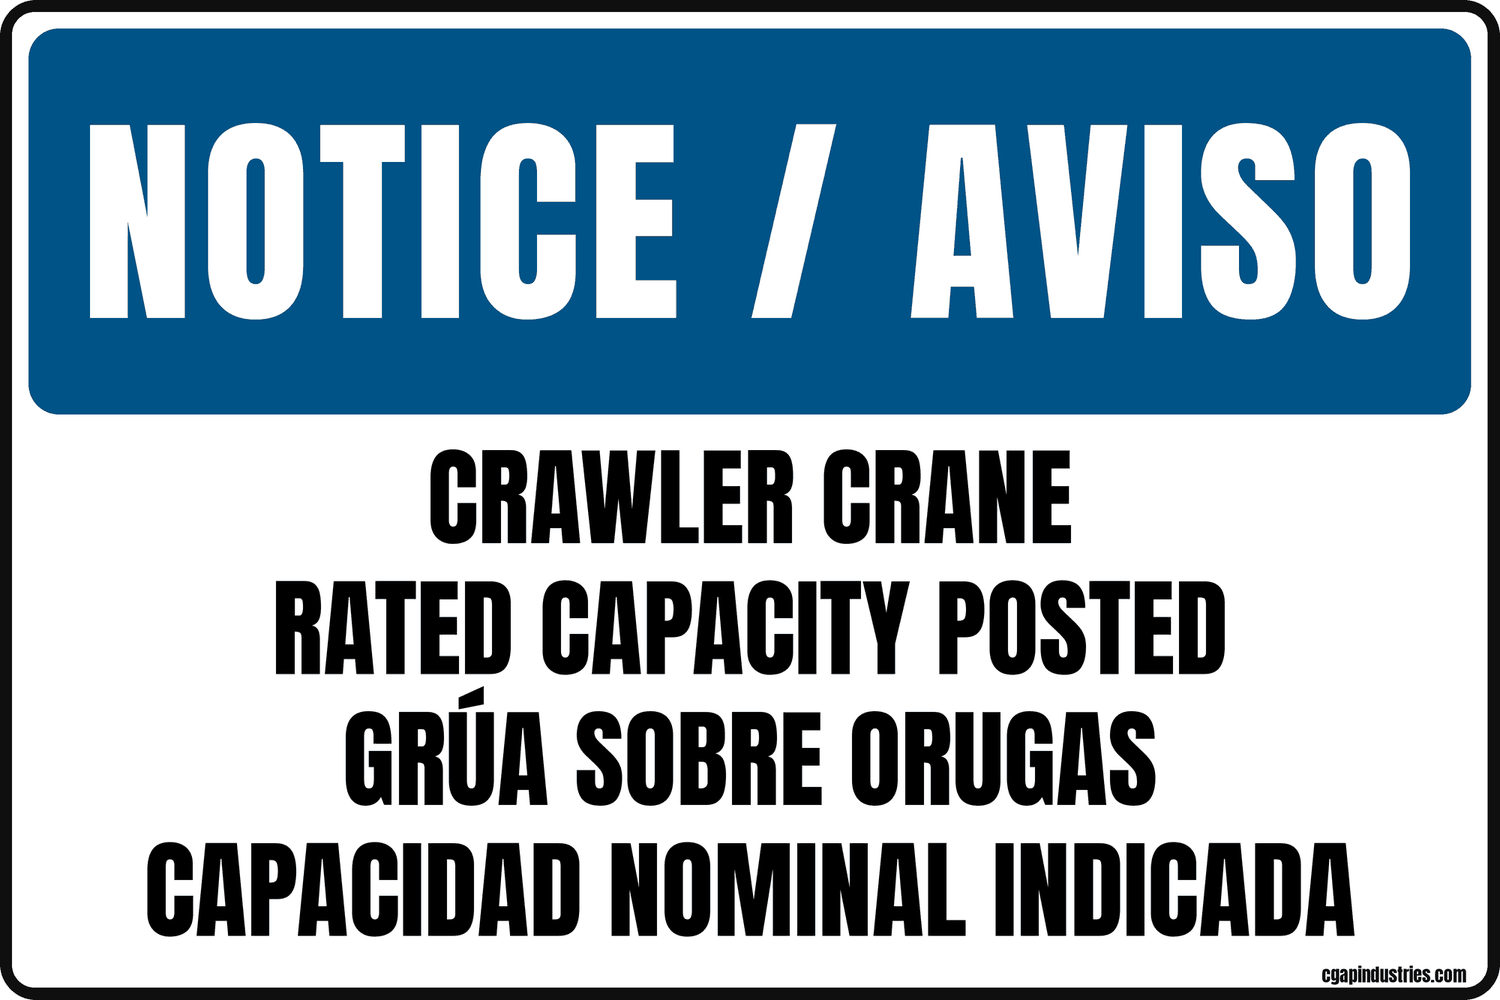 NOTICE / AVISO
CRAWLER CRANE
RATED CAPACITY POSTED
GRÚA SOBRE ORUGAS
CAPACIDAD NOMINAL INDICADA
cgapindustries.com